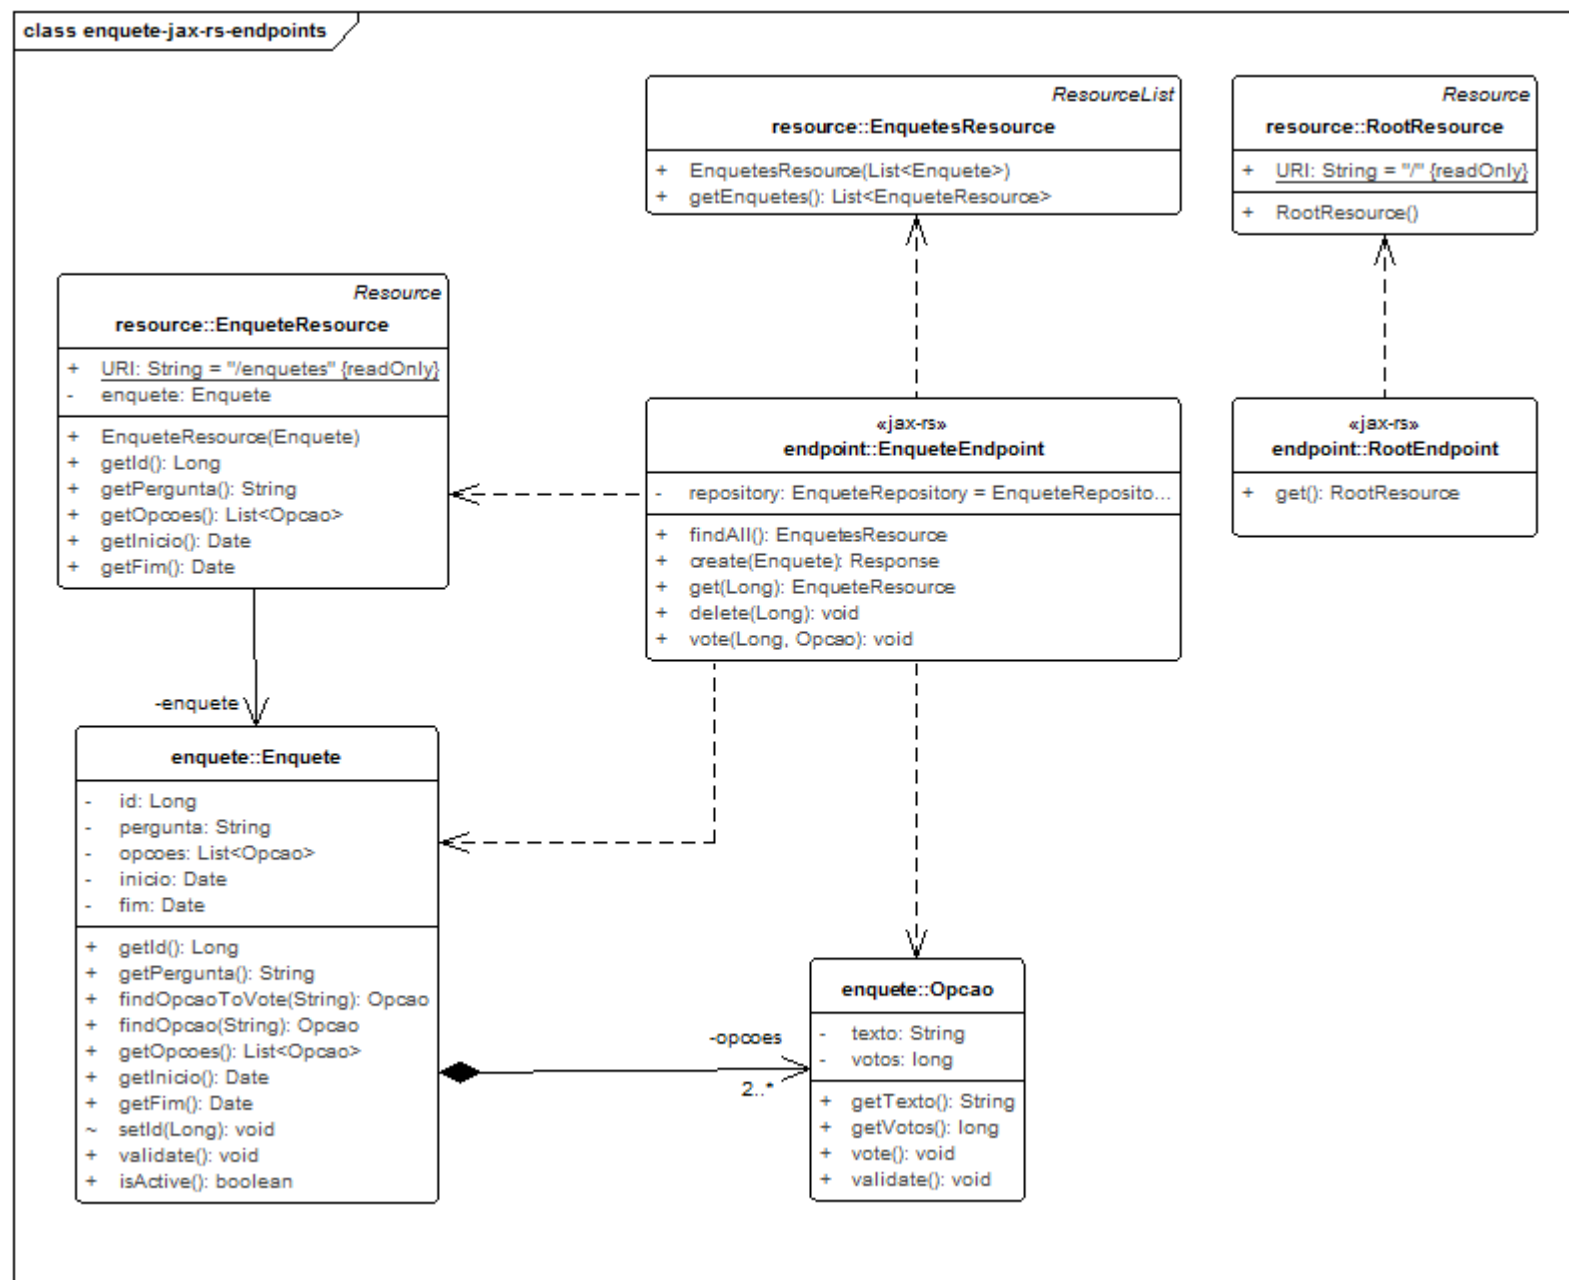 class enquete-jax-rs-endpoints
ResourceList
resource::EnquetesResource
+ EnquetesResource(List<Enquete>)
+ getEnquetes(): List<EnqueteResource>
Resource
resource::RootResource
+ URI: String = "/" {readOnly}
+ RootResource()
Resource
resource::EnqueteResource
+ URI: String = "/enquetes" {readOnly}
- enquete: Enquete
+ EnqueteResource(Enquete)
+ getId(): Long
+ getPergunta(): String
+ getOpcoes(): List<Opcao>
+ getInicio(): Date
+ getFim(): Date
«jax-rs»
endpoint::EnqueteEndpoint
- repository: EnqueteRepository = EnqueteReposito...
+ findAll(): EnquetesResource
+ create(Enquete): Response
+ get(Long): EnqueteResource
+ delete(Long): void
+ vote(Long, Opcao): void
«jax-rs»
endpoint::RootEndpoint
+ get(): RootResource
-enquete
enquete::Enquete
- id: Long
- pergunta: String
- opcoes: List<Opcao>
- inicio: Date
- fim: Date
+ getId(): Long
+ getPergunta(): String
+ findOpcaoToVote(String): Opcao
+ findOpcao(String): Opcao
+ getOpcoes(): List<Opcao>
+ getInicio(): Date
+ getFim(): Date
~ setId(Long): void
+ validate(): void
+ isActive(): boolean
-opcoes
2..*
enquete::Opcao
- texto: String
- votos: long
+ getTexto(): String
+ getVotos(): long
+ vote(): void
+ validate(): void